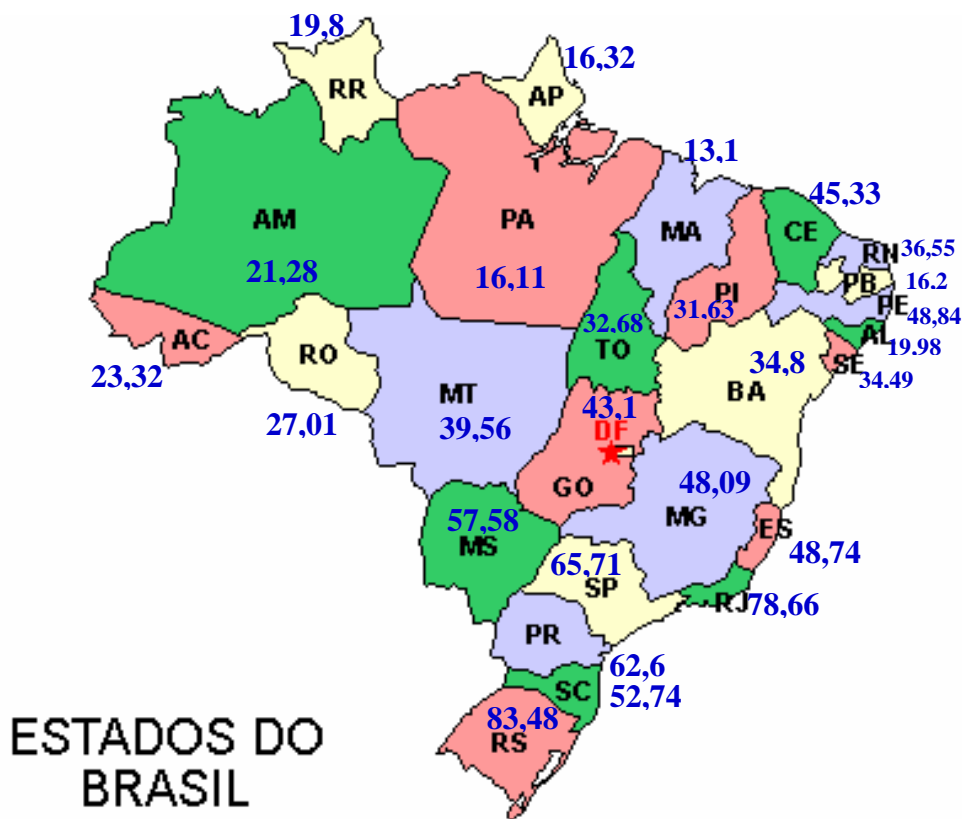 19,8
16,32
RR
AP
13,1
45,33
AM
PA
MA
CE
RN 36,55
21,28
16,11
PI
PB
16.2
31,63
PE
48,84
32,68
AC
RO
TO
AL
19.98
SE
34.49
23,32
MT
34,8
BA
27,01
39,56
43,1
DF
48,09
GO
MG
57,58
ES
MS
65,71
48,74
SP
RJ 78,66
PR
62,6
SC
52,74
83,48
RS
ESTADOS DO
BRASIL